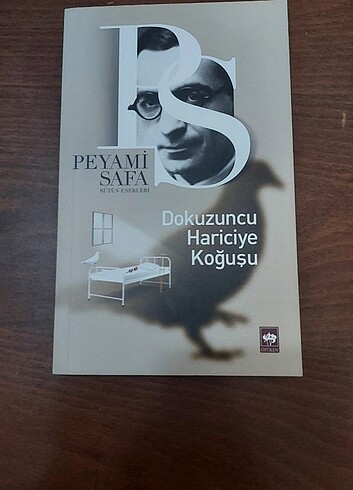 PS
PEYAMİ
SAFA
BÜTÜN ESERLERİ
Dokuzuncu
Hariciye
Koğuşu
ÖTÜKEN